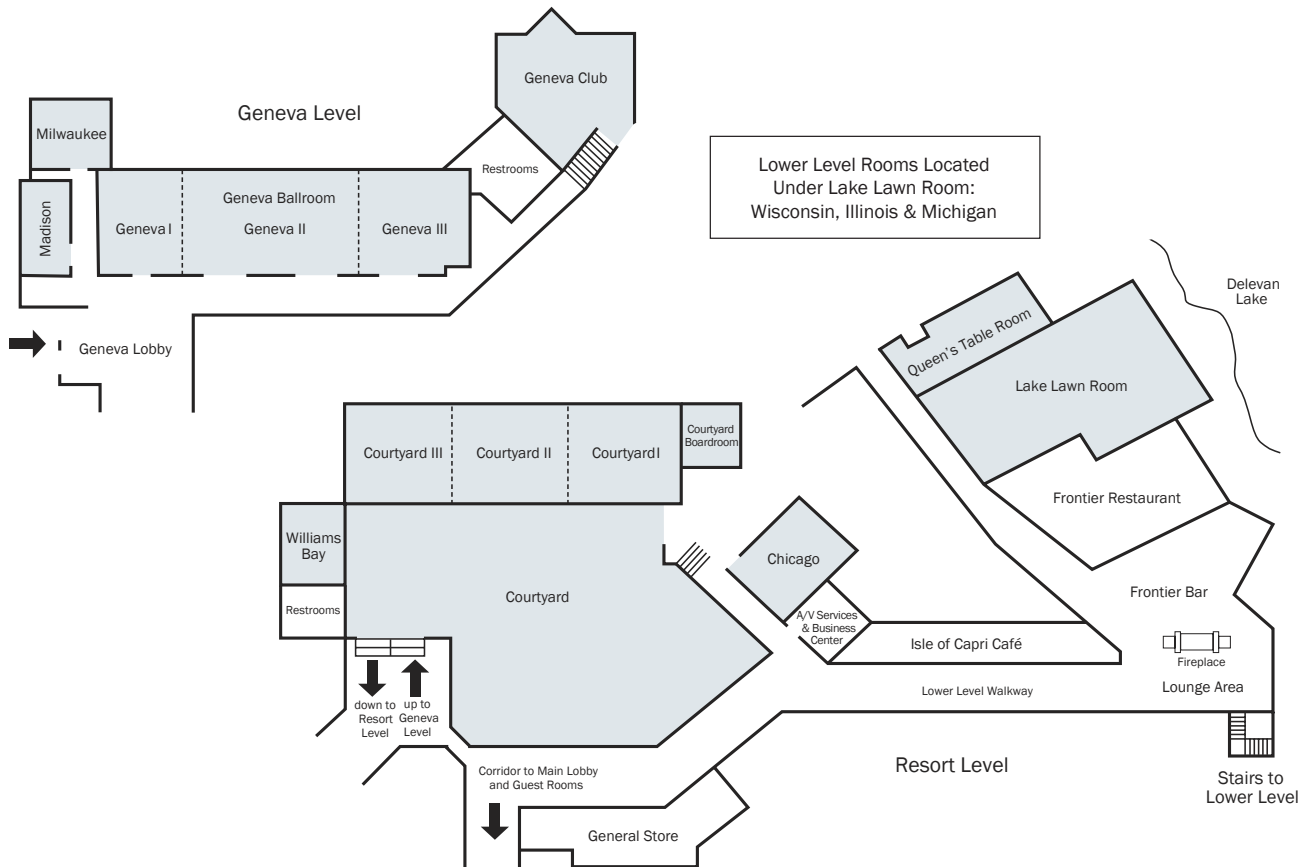 Geneva Club
Geneva Level
Milwaukee
Restrooms
Madison
Geneva Ballroom
Geneva I
Geneva II
Geneva III
Geneva Lobby
Lower Level Rooms Located
Under Lake Lawn Room:
Wisconsin, Illinois & Michigan
Delevan
Lake
Queen's Table Room
Lake Lawn Room
Frontier Restaurant
Courtyard III
Courtyard II
Courtyard I
Courtyard
Boardroom
Williams
Bay
Restrooms
Courtyard
Chicago
A/V Services
& Business
Center
Isle of Capri Café
Frontier Bar
Fireplace
Lounge Area
Lower Level Walkway
down to
Resort
Level
up to
Geneva
Level
Corridor to Main Lobby
and Guest Rooms
General Store
Resort Level
Stairs to
Lower Level